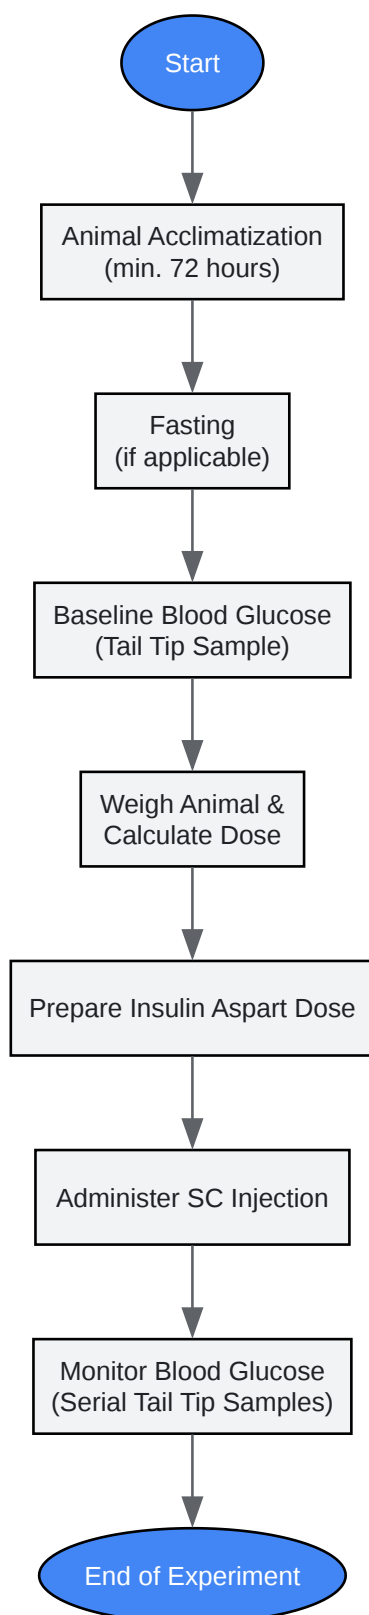 Start
Animal Acclimatization
(min. 72 hours)
Fasting
(if applicable)
Baseline Blood Glucose
(Tail Tip Sample)
Weigh Animal &
Calculate Dose
Prepare Insulin Aspart Dose
Administer SC Injection
Monitor Blood Glucose
(Serial Tail Tip Samples)
End of Experiment